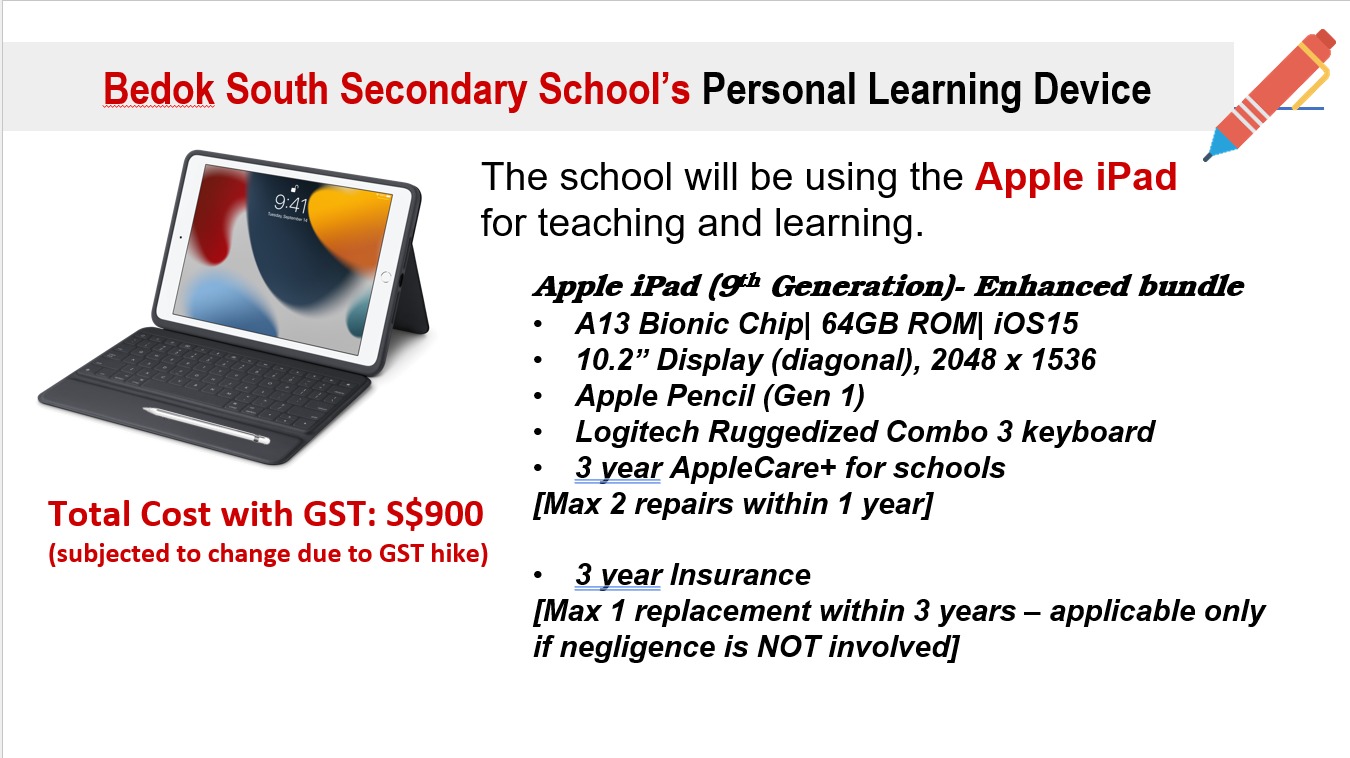 Bedok South Secondary School’s Personal Learning Device
The school will be using the Apple iPad
for teaching and learning.
9:41
Tuesday, September 14
Apple iPad (9th Generation)- Enhanced bundle
• A13 Bionic Chip| 64GB ROM| iOS15
• 10.2” Display (diagonal), 2048 x 1536
• Apple Pencil (Gen 1)
• Logitech Ruggedized Combo 3 keyboard
• 3 year AppleCare+ for schools
[Max 2 repairs within 1 year]
• 3 year Insurance
[Max 1 replacement within 3 years – applicable only
if negligence is NOT involved]
Total Cost with GST: S$900
(subjected to change due to GST hike)